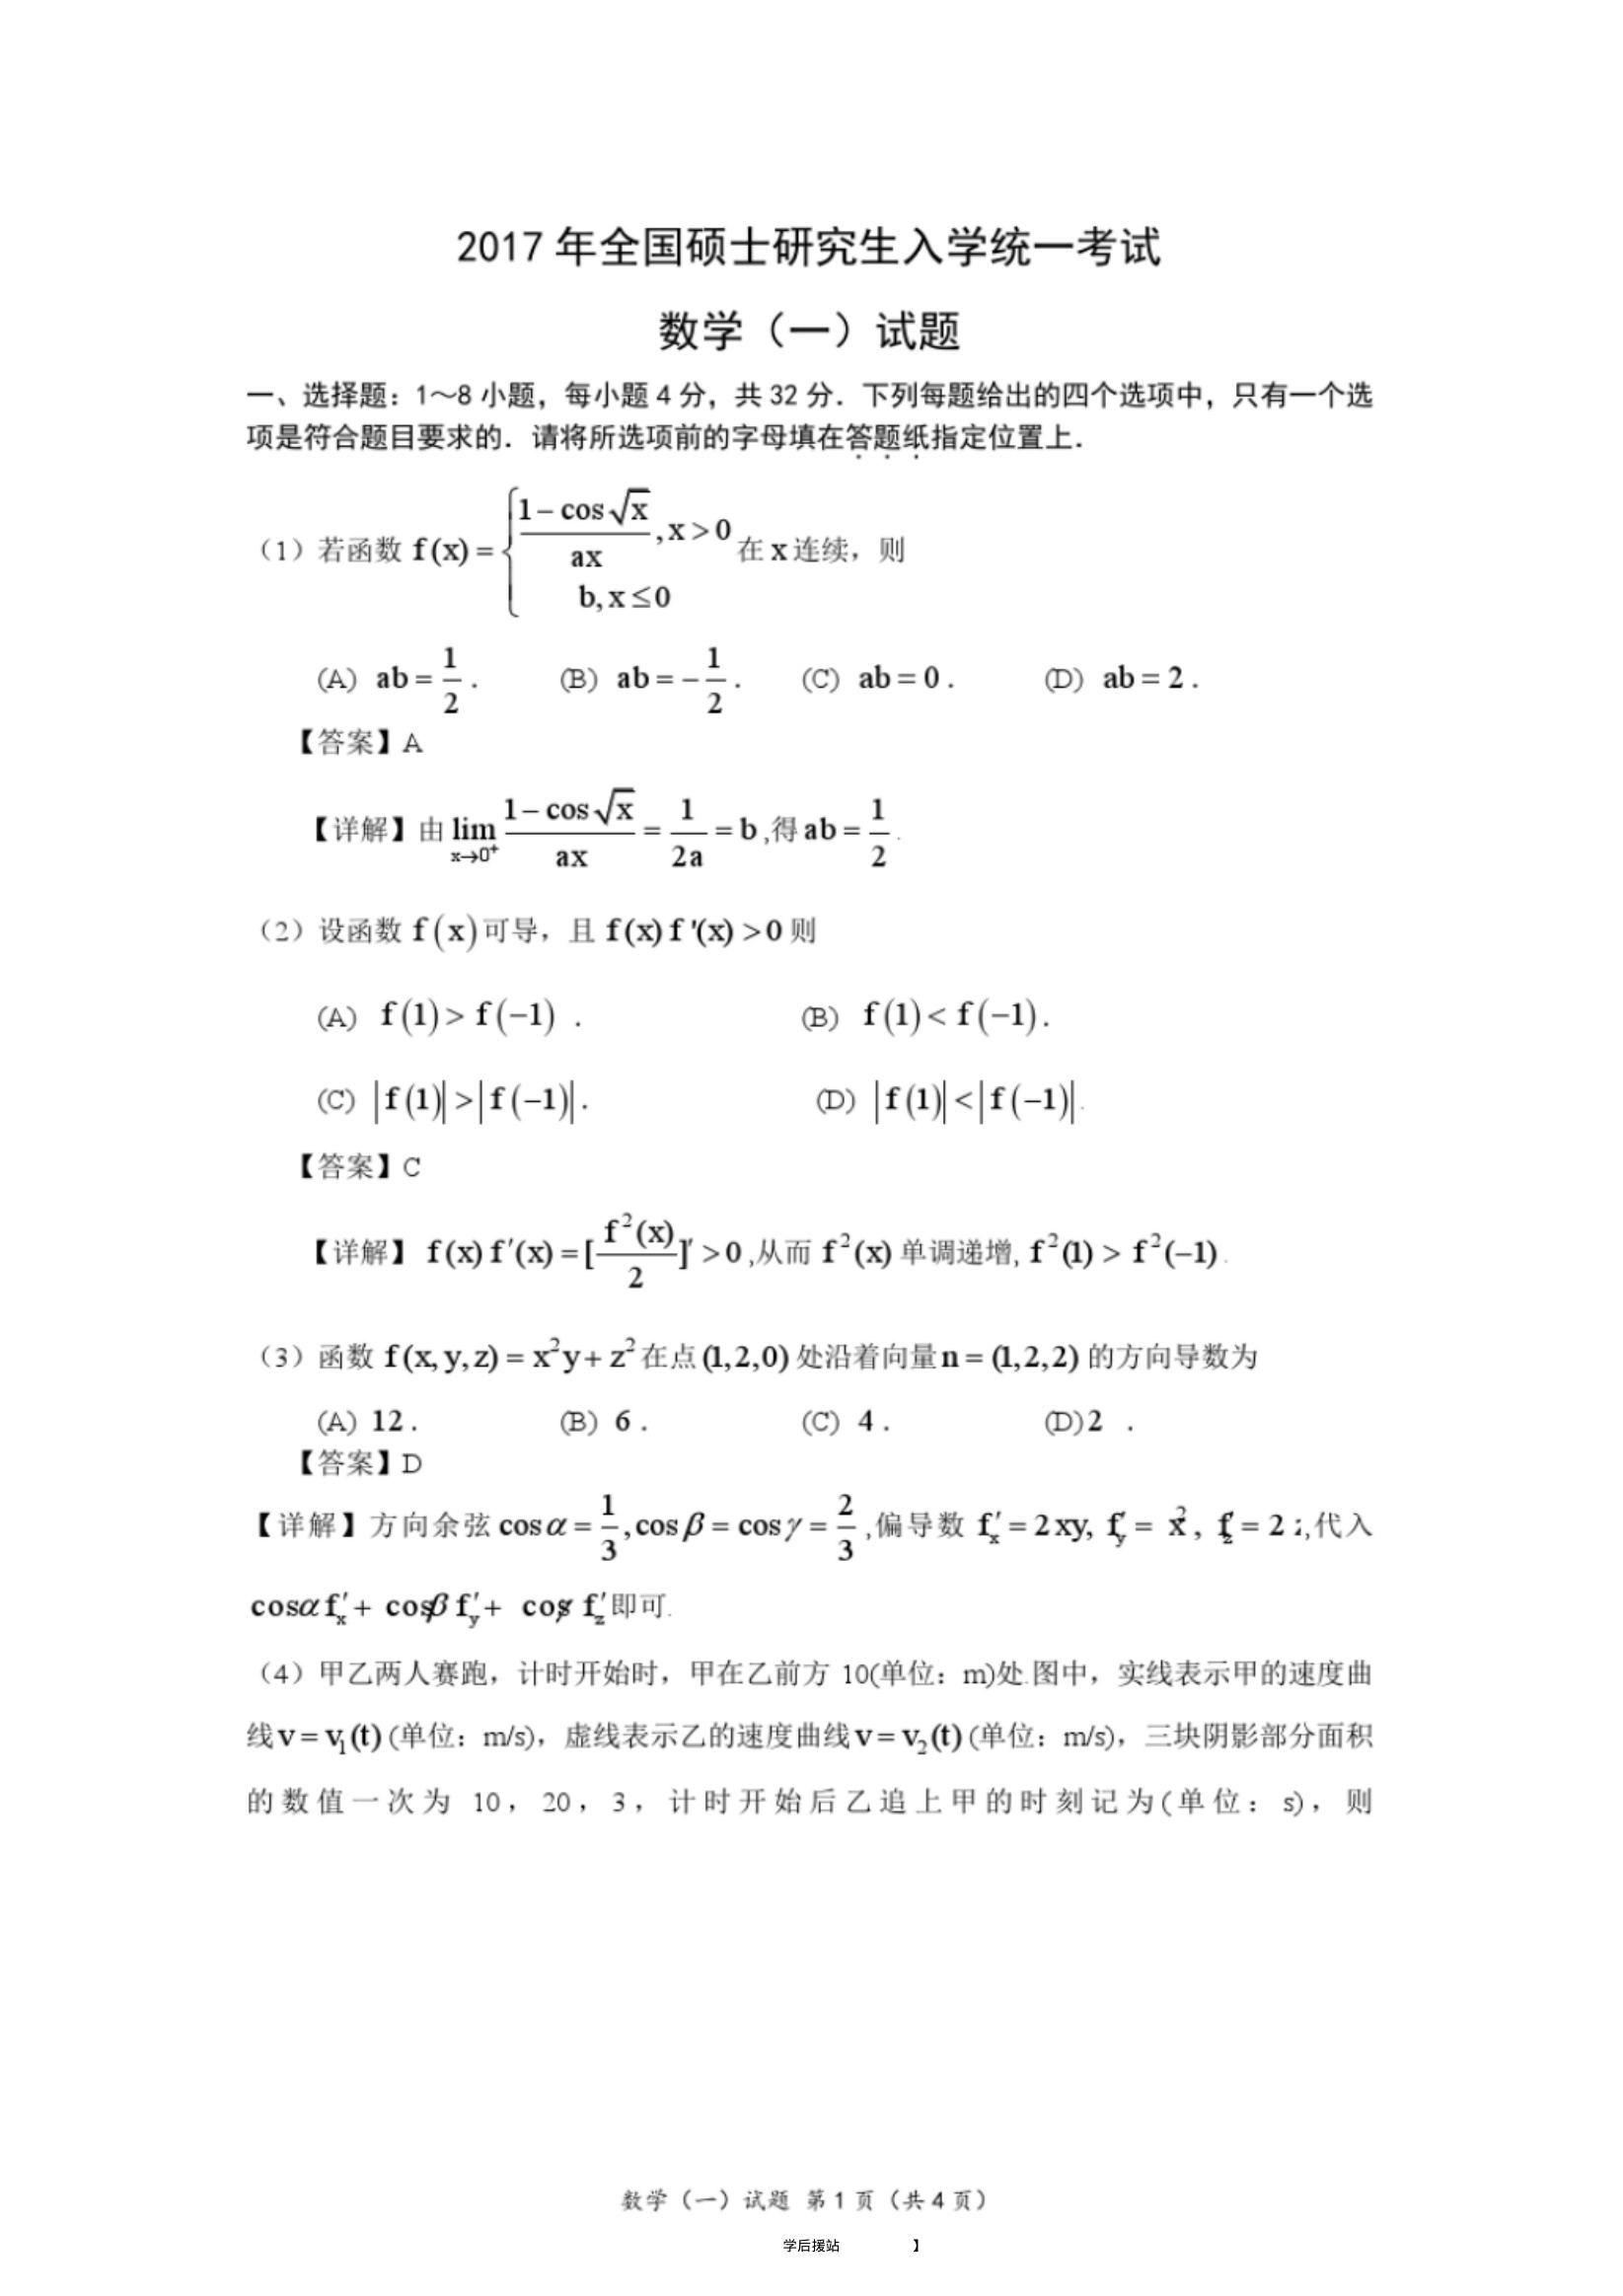 2017 年全国硕士研究生入学统一考试
数学（一）试题
一、选择题：1～8 小题，每小题 4 分，共 32 分．下列每题给出的四个选项中，只有一个选
项是符合题目要求的．请将所选项前的字母填在答题纸指定位置上．
（1）若函数 f(x) = { (1 − cos√x)/(ax), x > 0; b, x ≤ 0 在 x 连续，则
(A) ab = 1/2 . (B) ab = − 1/2 . (C) ab = 0 . (D) ab = 2 .
【答案】A
【详解】由 lim x→0⁺ (1 − cos√x)/(ax) = 1/(2a) = b ,得 ab = 1/2 .
（2）设函数 f(x) 可导，且 f(x) f '(x) > 0 则
(A) f(1) > f(−1) . (B) f(1) < f(−1) .
(C) |f(1)| > |f(−1)| . (D) |f(1)| < |f(−1)| .
【答案】C
【详解】 f(x) f′(x) = [f²(x)/2]′ > 0 ,从而 f²(x) 单调递增, f²(1) > f²(−1) .
（3）函数 f(x, y, z) = x²y + z² 在点 (1,2,0) 处沿着向量 n = (1,2,2) 的方向导数为
(A) 12 . (B) 6 . (C) 4 . (D) 2 .
【答案】D
【详解】方向余弦 cosα = 1/3 , cosβ = cosγ = 2/3 ,偏导数 f′x = 2xy, f′y = x², f′z = 2z ,代入
cosα f′x + cosβ f′y + cosγ f′z 即可.
（4）甲乙两人赛跑，计时开始时，甲在乙前方 10(单位：m)处.图中，实线表示甲的速度曲
线 v = v₁(t) (单位：m/s)，虚线表示乙的速度曲线 v = v₂(t) (单位：m/s)，三块阴影部分面积
的数值一次为 10，20，3，计时开始后乙追上甲的时刻记为(单位：s)，则
数学（一）试题 第 1 页（共 4 页）
学后援站 】